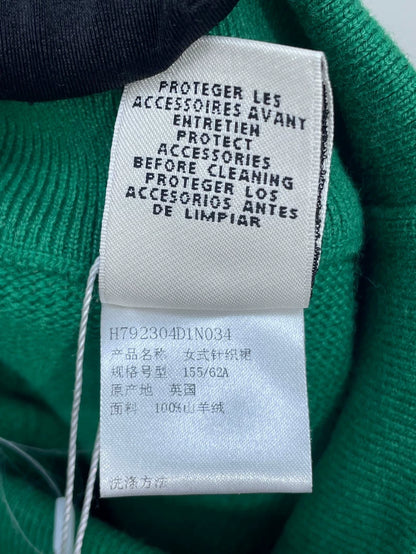 PROTEGER LES
ACCESSOIRES AVANT
ENTRETIEN
PROTECT
ACCESSORIES
BEFORE CLEANING
PROTEGER LOS
ACCESORIOS ANTES
DE LIMPIAR
H792304D1N034
产品名称 女式针织裙
规格号型 155/62A
原产地 英国
面料 100%山羊绒
洗涤方法